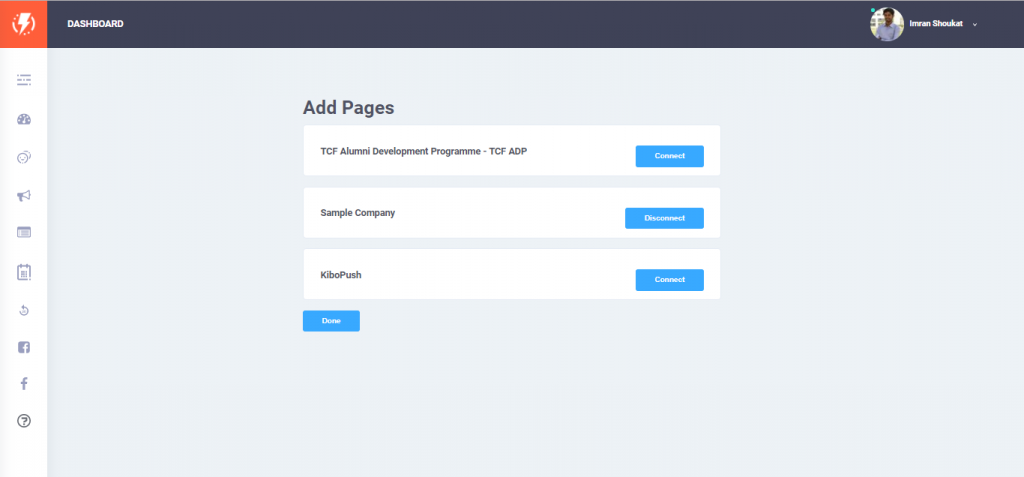 DASHBOARD
Imran Shoukat
Add Pages
TCF Alumni Development Programme - TCF ADP
Connect
Sample Company
Disconnect
KiboPush
Connect
Done